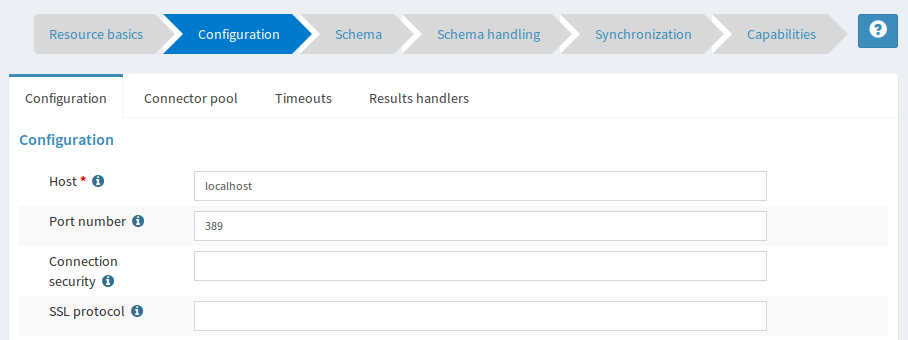 Resource basics Configuration Schema Schema handling Synchronization Capabilities ?
Configuration Connector pool Timeouts Results handlers
Configuration
Host * i localhost
Port number i 389
Connection
security i
SSL protocol i